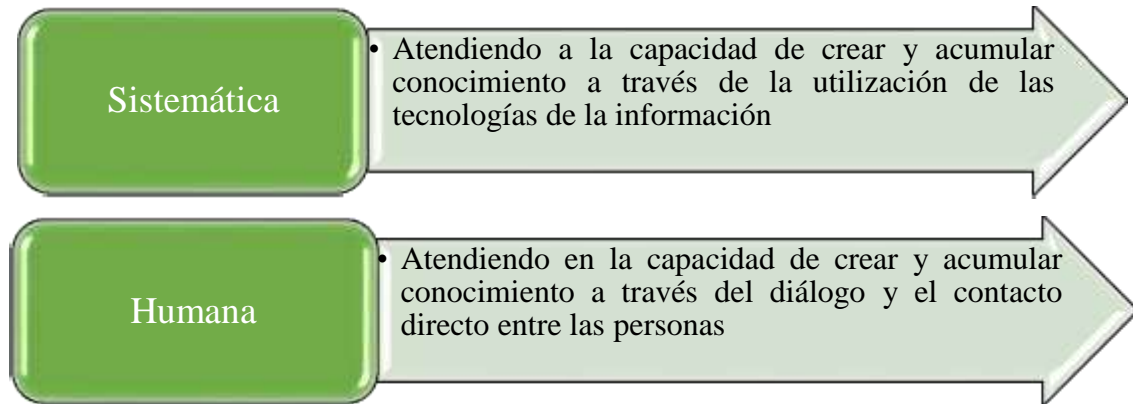 Sistemática
• Atendiendo a la capacidad de crear y acumular
conocimiento a través de la utilización de las
tecnologías de la información
Humana
• Atendiendo en la capacidad de crear y acumular
conocimiento a través del diálogo y el contacto
directo entre las personas